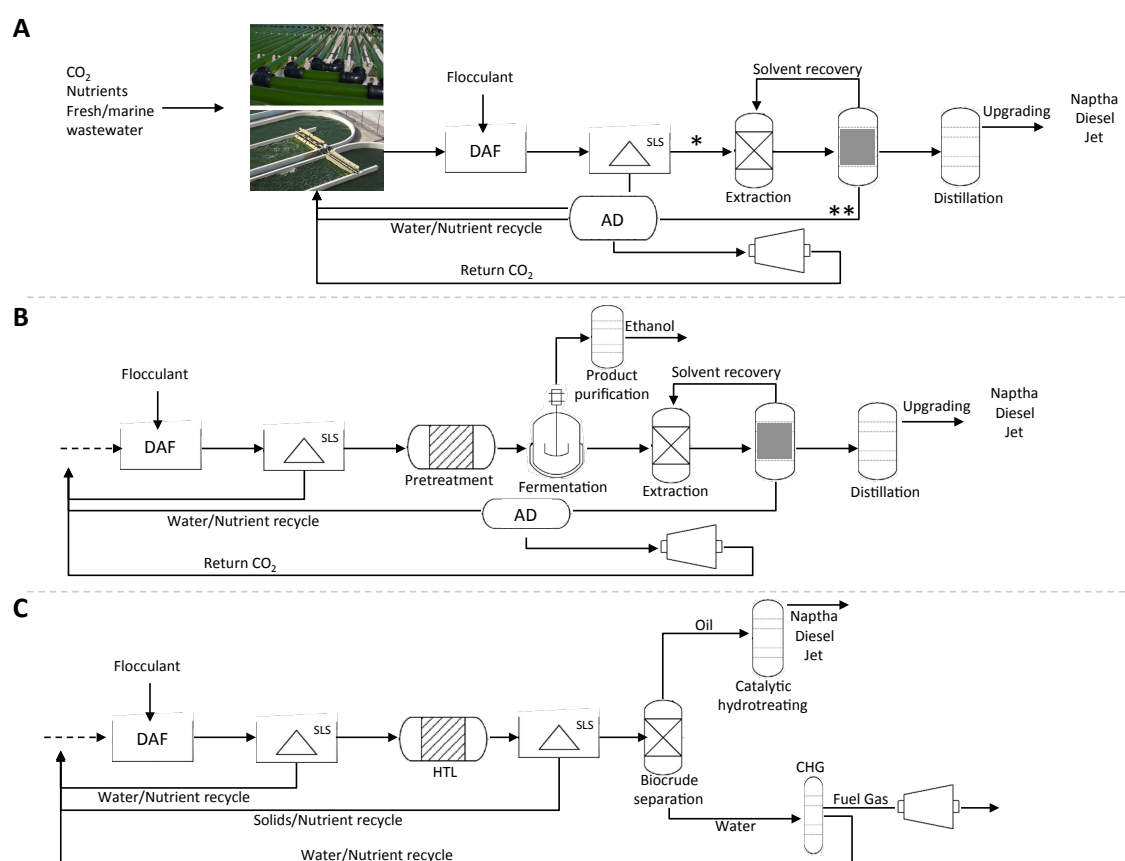 A
CO2
Nutrients
Fresh/marine
wastewater
Flocculant
DAF
SLS
*
Solvent recovery
Extraction
Distillation
Upgrading
Naptha
Diesel
Jet
AD
**
Water/Nutrient recycle
Return CO2
B
Flocculant
DAF
SLS
Pretreatment
Fermentation
Ethanol
Product
purification
Solvent recovery
Extraction
Distillation
Upgrading
Naptha
Diesel
Jet
AD
Water/Nutrient recycle
Return CO2
C
Flocculant
DAF
SLS
HTL
SLS
Oil
Naptha
Diesel
Jet
Catalytic
hydrotreating
Biocrude
separation
Water
CHG
Fuel Gas
Water/Nutrient recycle
Solids/Nutrient recycle
Water/Nutrient recycle